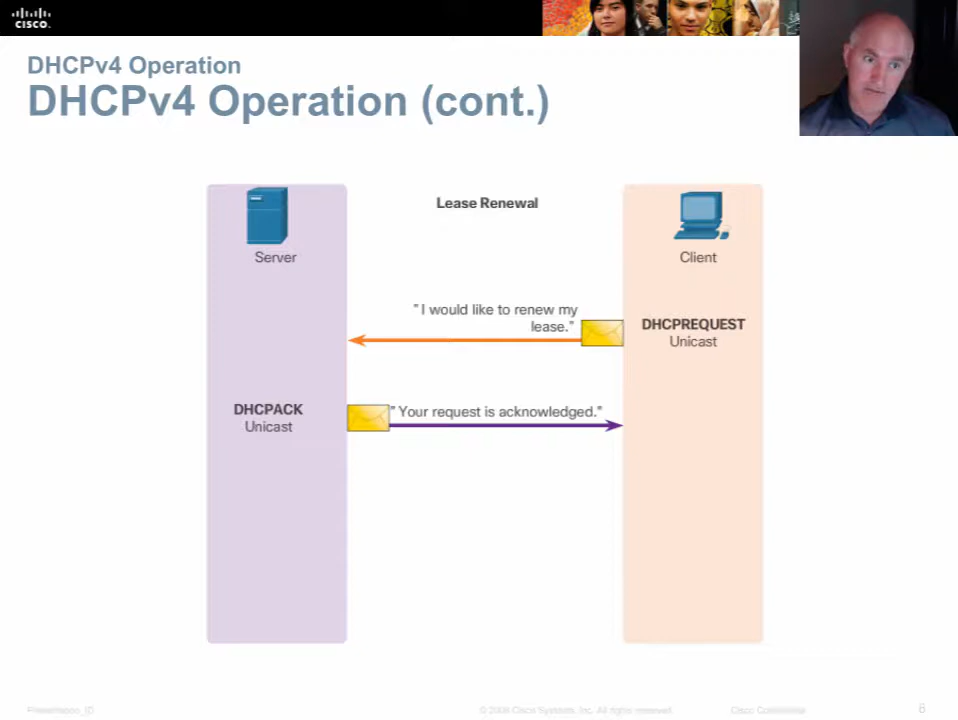 CISCO
DHCPv4 Operation
DHCPv4 Operation (cont.)
Lease Renewal
Server
Client
" I would like to renew my
lease."
DHCPREQUEST
Unicast
DHCPACK
Unicast
" Your request is acknowledged."
Presentation_ID
© 2008 Cisco Systems, Inc. All rights reserved.
Cisco Confidential